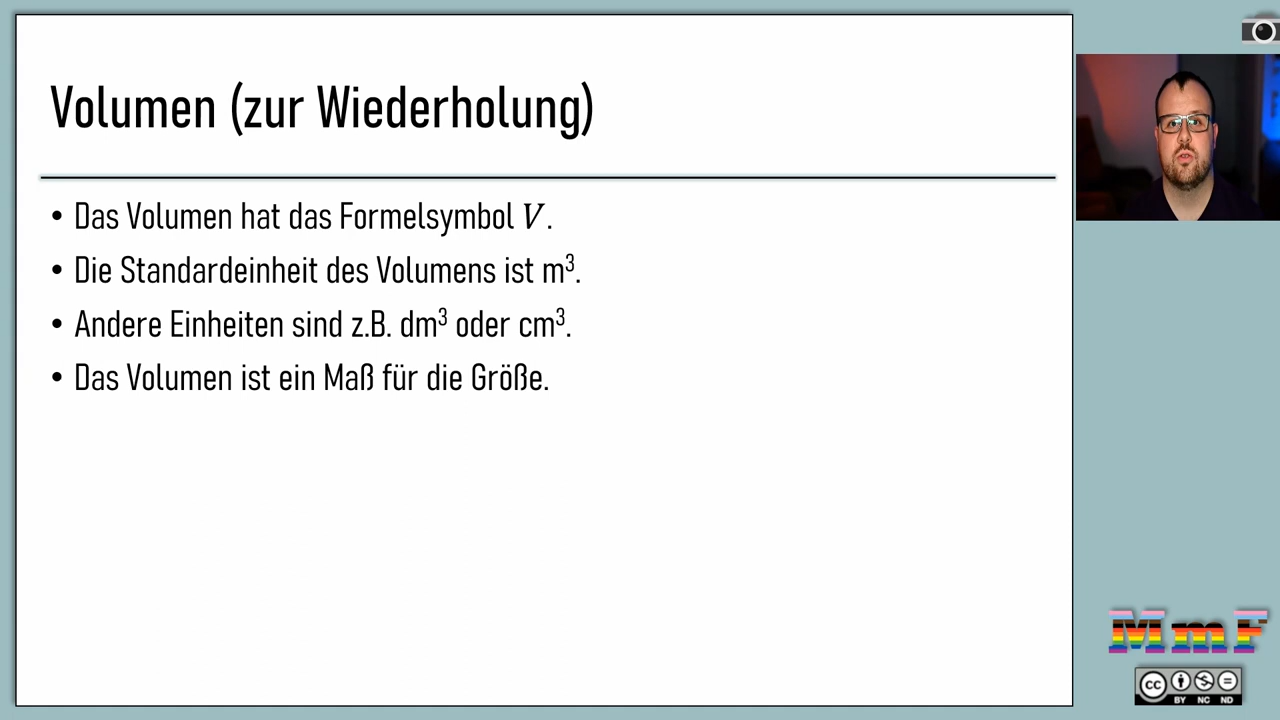 Volumen (zur Wiederholung)
• Das Volumen hat das Formelsymbol V.
• Die Standardeinheit des Volumens ist m³.
• Andere Einheiten sind z.B. dm³ oder cm³.
• Das Volumen ist ein Maß für die Größe.
MmF
CC
BY NC ND